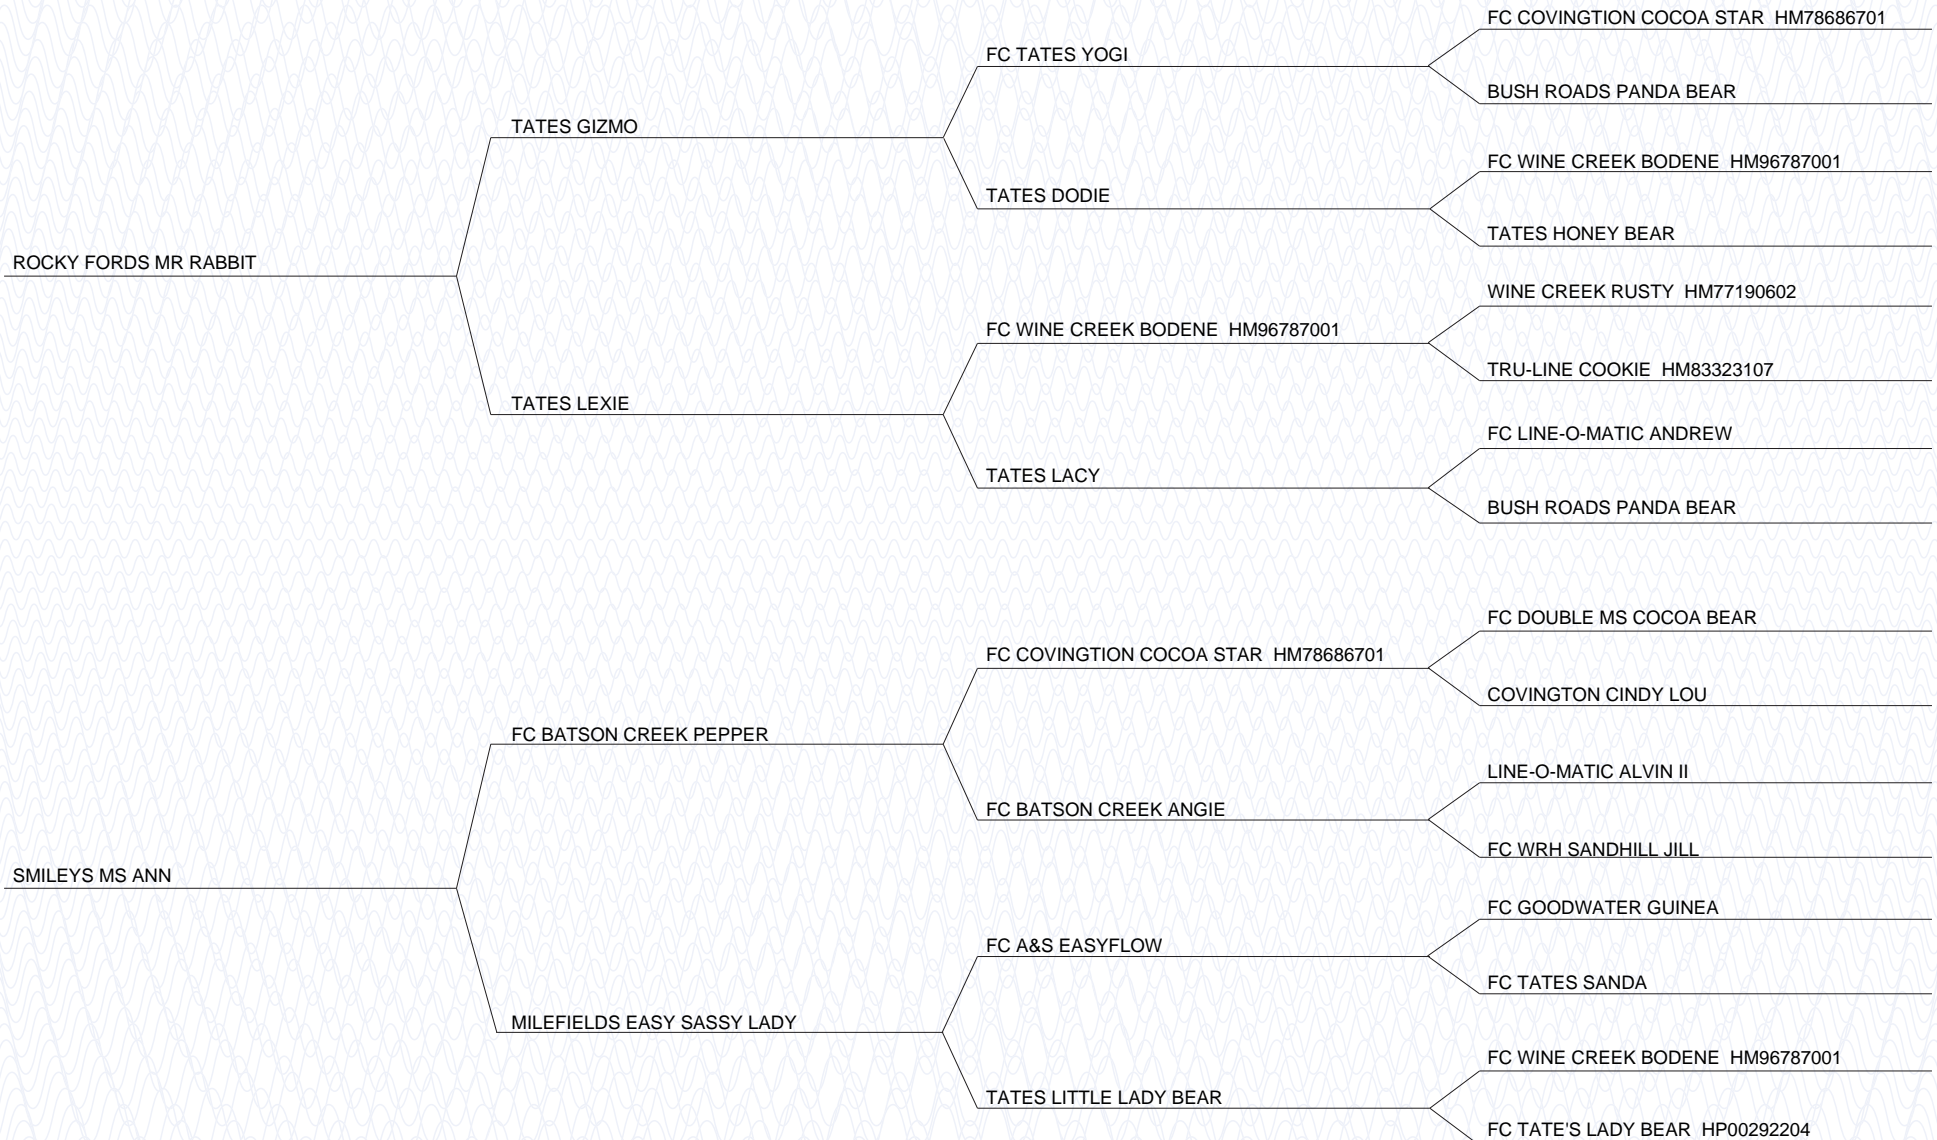 FC COVINGTION COCOA STAR  HM78686701
FC TATES YOGI
BUSH ROADS PANDA BEAR
TATES GIZMO
FC WINE CREEK BODENE  HM96787001
TATES DODIE
TATES HONEY BEAR
ROCKY FORDS MR RABBIT
WINE CREEK RUSTY  HM77190602
FC WINE CREEK BODENE  HM96787001
TRU-LINE COOKIE  HM83323107
TATES LEXIE
FC LINE-O-MATIC ANDREW
TATES LACY
BUSH ROADS PANDA BEAR
FC DOUBLE MS COCOA BEAR
FC COVINGTION COCOA STAR  HM78686701
COVINGTON CINDY LOU
FC BATSON CREEK PEPPER
LINE-O-MATIC ALVIN II
FC BATSON CREEK ANGIE
FC WRH SANDHILL JILL
SMILEYS MS ANN
FC GOODWATER GUINEA
FC A&S EASYFLOW
FC TATES SANDA
MILEFIELDS EASY SASSY LADY
FC WINE CREEK BODENE  HM96787001
TATES LITTLE LADY BEAR
FC TATE'S LADY BEAR  HP00292204